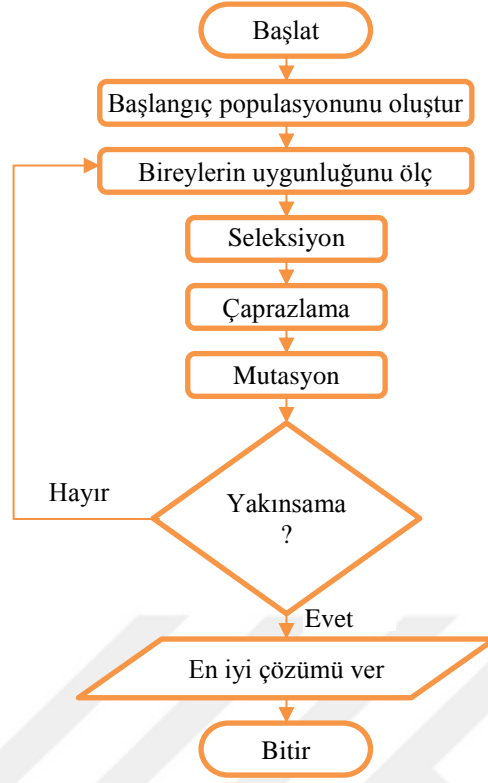 Başlat
Başlangıç populasyonunu oluştur
Bireylerin uygunluğunu ölç
Seleksiyon
Çaprazlama
Mutasyon
Hayır
Yakınsama
?
Evet
En iyi çözümü ver
Bitir